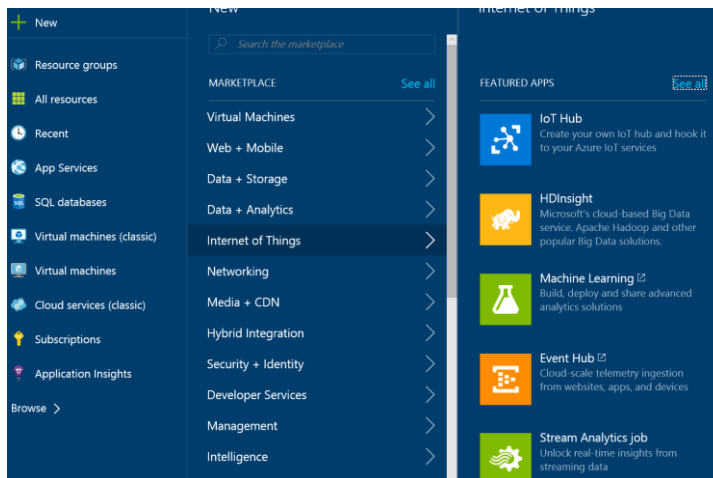 New
Resource groups
All resources
Recent
App Services
SQL databases
Virtual machines (classic)
Virtual machines
Cloud services (classic)
Subscriptions
Application Insights
Browse
New
Search the marketplace
MARKETPLACE
See all
Virtual Machines
Web + Mobile
Data + Storage
Data + Analytics
Internet of Things
Networking
Media + CDN
Hybrid Integration
Security + Identity
Developer Services
Management
Intelligence
Internet of Things
FEATURED APPS
See all
IoT Hub
Create your own IoT hub and hook it
to your Azure IoT services
HDInsight
Microsoft's cloud-based Big Data
service. Apache Hadoop and other
popular Big Data solutions.
Machine Learning
Build, deploy and share advanced
analytics solutions
Event Hub
Cloud-scale telemetry ingestion
from websites, apps, and devices
Stream Analytics job
Unlock real-time insights from
streaming data